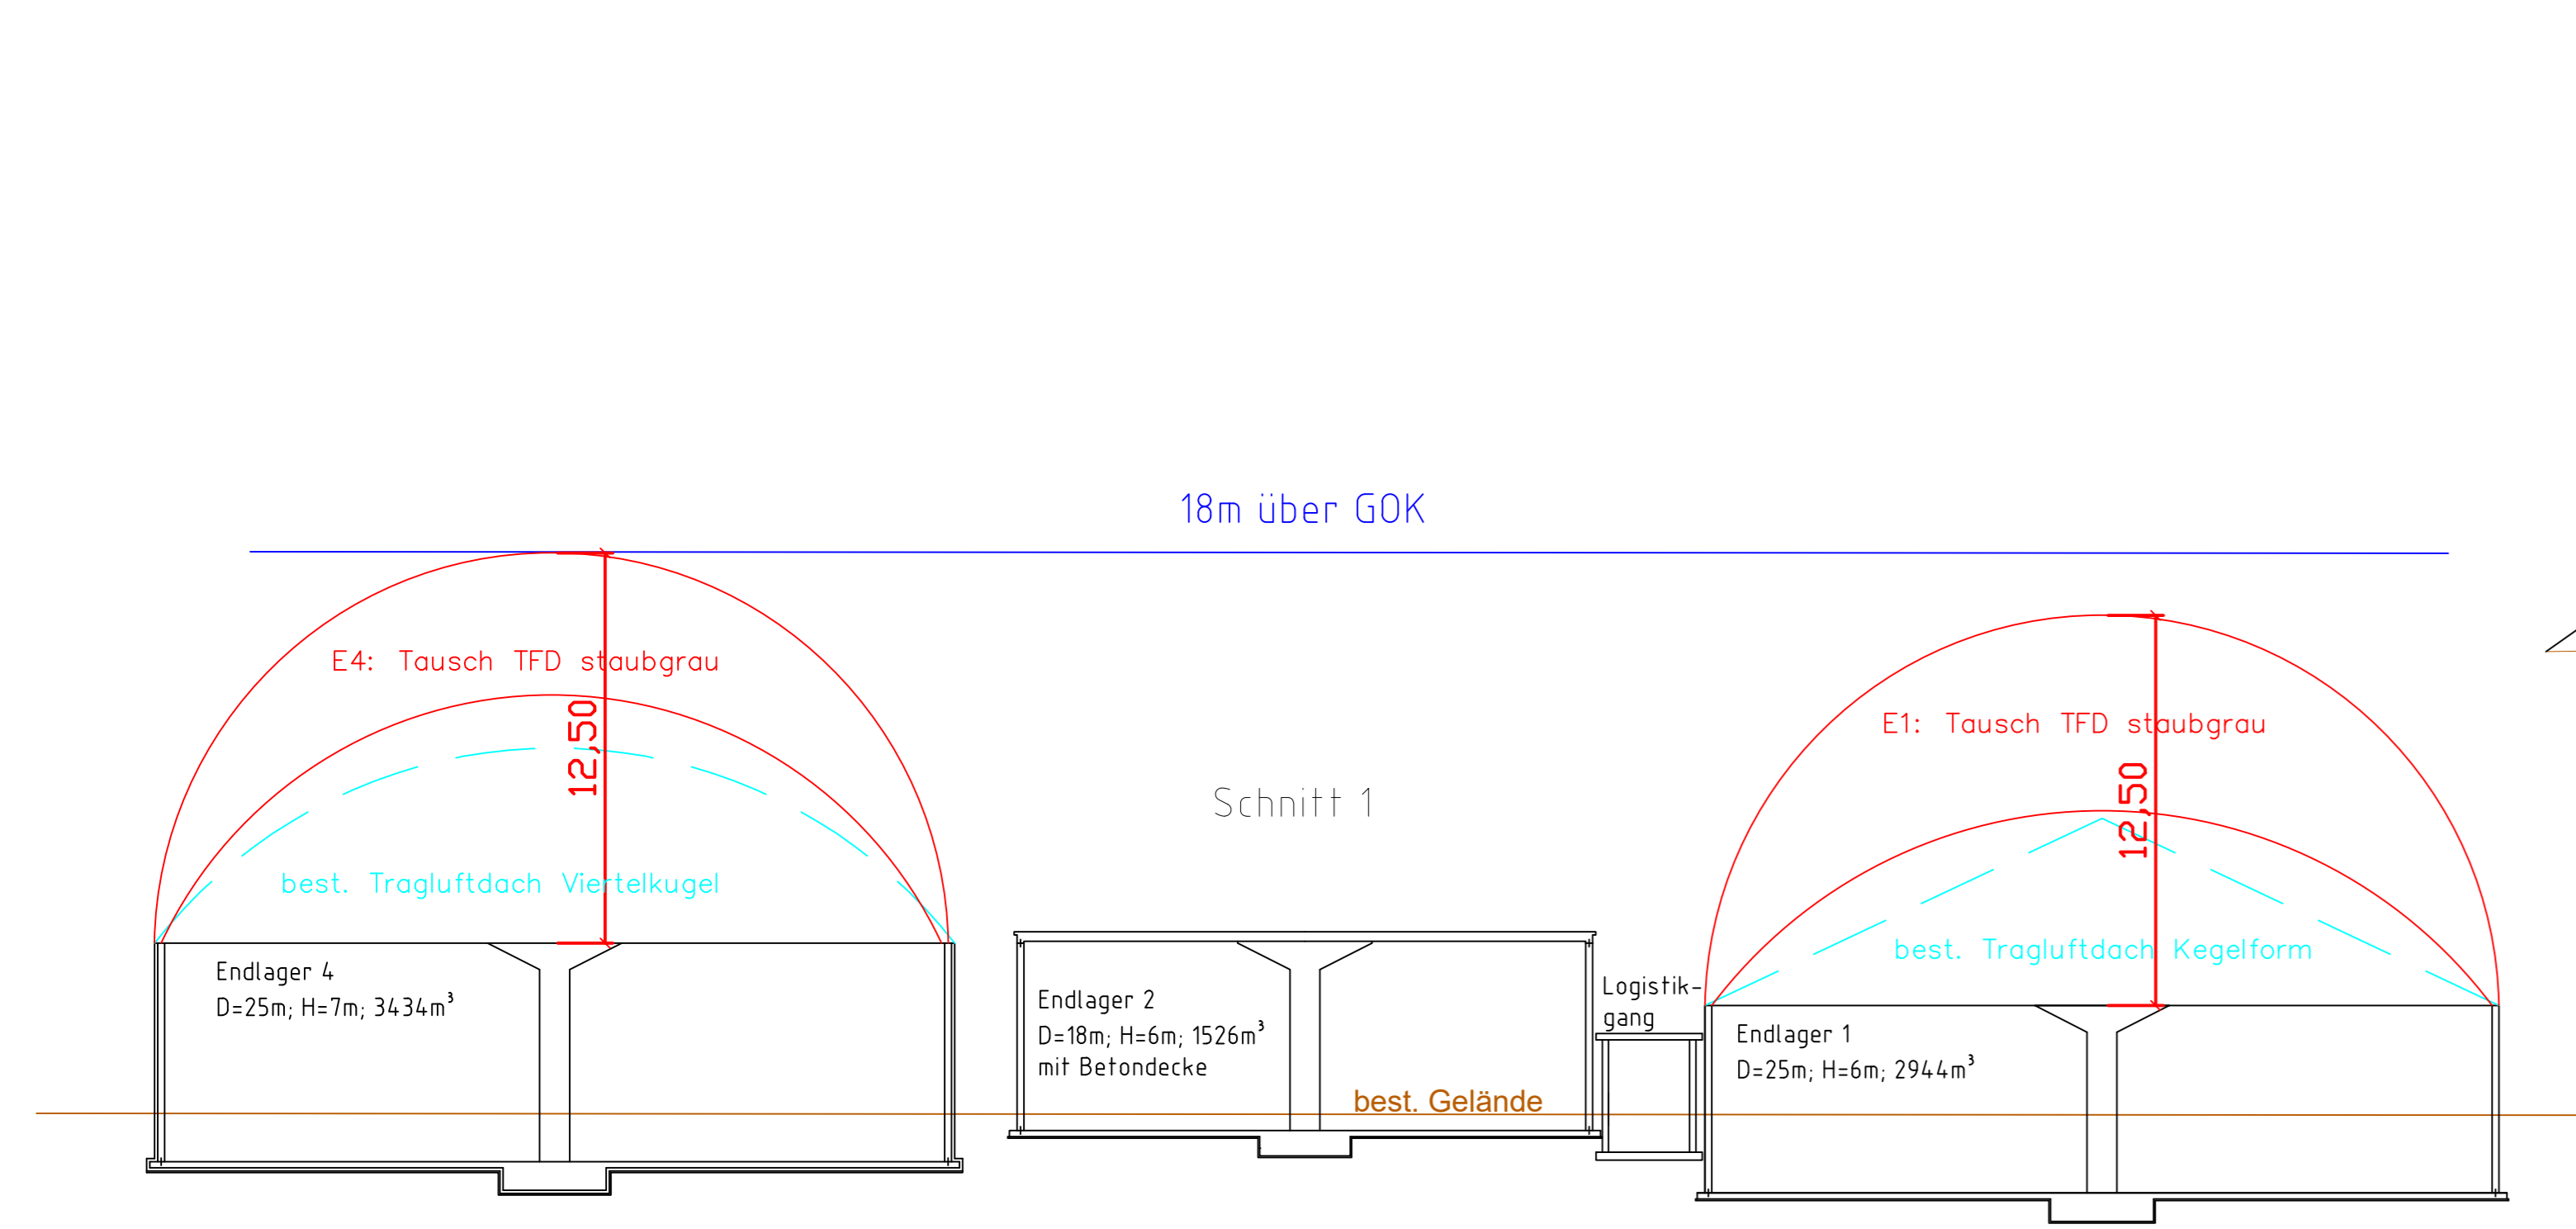 18m über GOK
E4: Tausch TFD staubgrau
12,50
best. Tragluftdach Viertelkugel
Endlager 4
D=25m; H=7m; 3434m³
Schnitt 1
Endlager 2
D=18m; H=6m; 1526m³
mit Betondecke
best. Gelände
Logistik-
gang
E1: Tausch TFD staubgrau
12,50
best. Tragluftdach Kegelform
Endlager 1
D=25m; H=6m; 2944m³